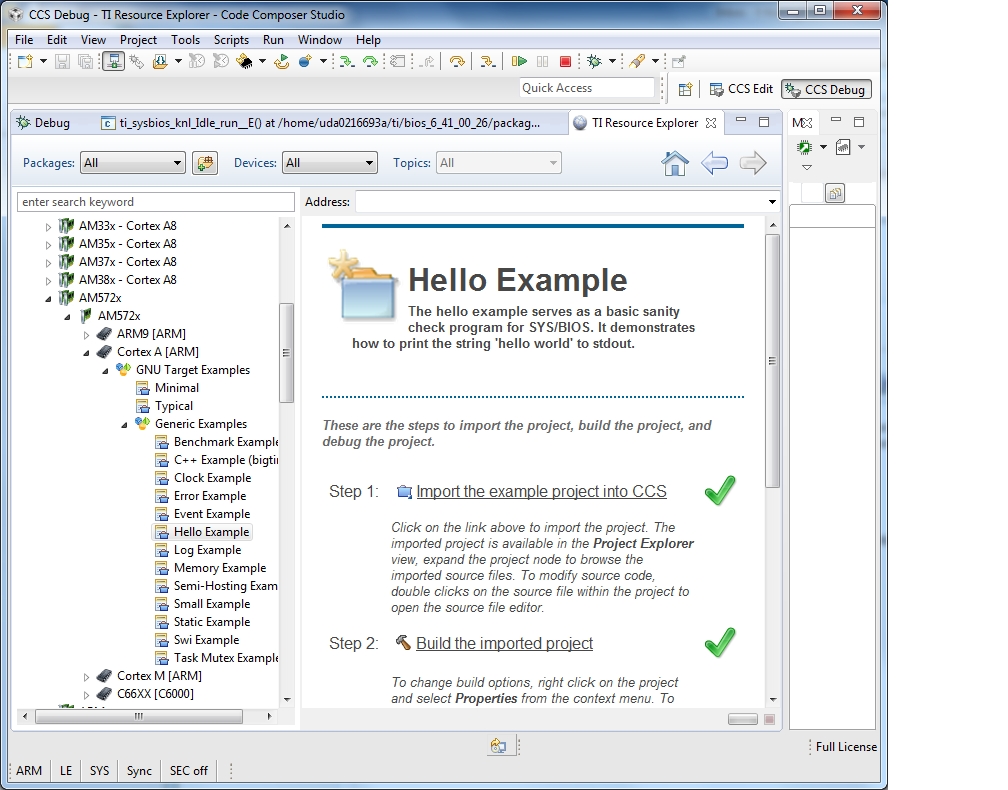 CCS Debug - TI Resource Explorer - Code Composer Studio
File Edit View Project Tools Scripts Run Window Help
Quick Access
CCS Edit
CCS Debug
Debug
ti_sysbios_knl_Idle_run__E() at /home/uda0216693a/ti/bios_6_41_00_26/packag...
TI Resource Explorer
M
Packages: All
Devices: All
Topics: All
enter search keyword
Address:
AM33x - Cortex A8
AM35x - Cortex A8
AM37x - Cortex A8
AM38x - Cortex A8
AM572x
AM572x
ARM9 [ARM]
Cortex A [ARM]
GNU Target Examples
Minimal
Typical
Generic Examples
Benchmark Example
C++ Example (bigti
Clock Example
Error Example
Event Example
Hello Example
Log Example
Memory Example
Semi-Hosting Exam
Small Example
Static Example
Swi Example
Task Mutex Example
Cortex M [ARM]
C66XX [C6000]
Hello Example
The hello example serves as a basic sanity
check program for SYS/BIOS. It demonstrates
how to print the string 'hello world' to stdout.
These are the steps to import the project, build the project, and
debug the project.
Step 1: Import the example project into CCS
Click on the link above to import the project. The
imported project is available in the Project Explorer
view, expand the project node to browse the
imported source files. To modify source code,
double clicks on the source file within the project to
open the source file editor.
Step 2: Build the imported project
To change build options, right click on the project
and select Properties from the context menu. To
Full License
ARM LE SYS Sync SEC off